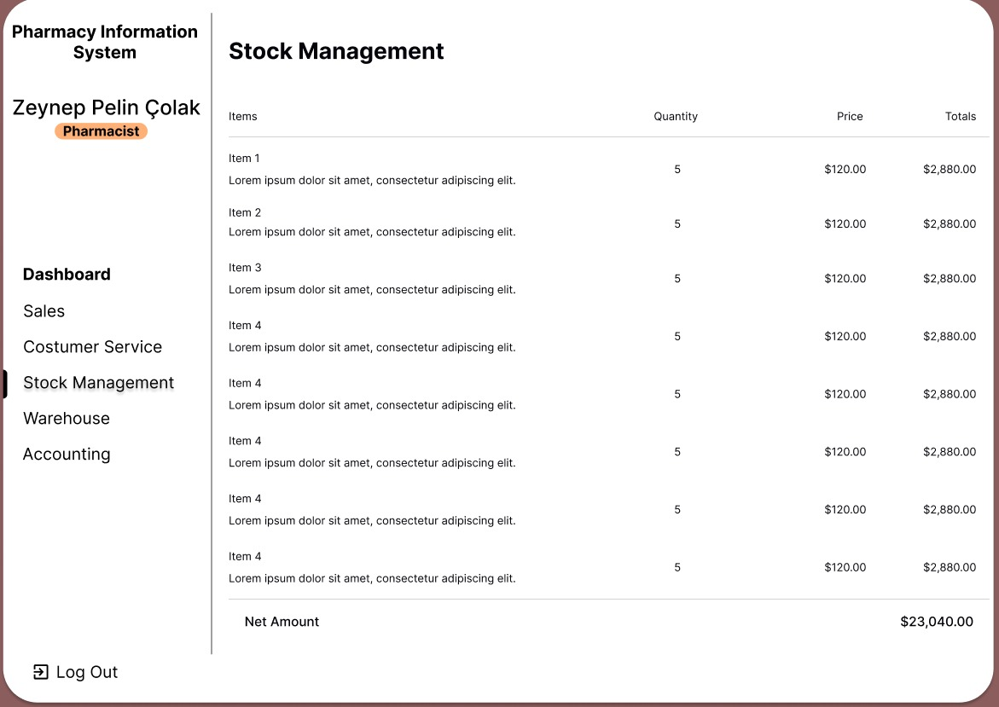 Pharmacy Information
System
Zeynep Pelin Çolak
Pharmacist
Dashboard
Sales
Costumer Service
Stock Management
Warehouse
Accounting
Log Out
Stock Management
Items Quantity Price Totals
Item 1
Lorem ipsum dolor sit amet, consectetur adipiscing elit.
5 $120.00 $2,880.00
Item 2
Lorem ipsum dolor sit amet, consectetur adipiscing elit.
5 $120.00 $2,880.00
Item 3
Lorem ipsum dolor sit amet, consectetur adipiscing elit.
5 $120.00 $2,880.00
Item 4
Lorem ipsum dolor sit amet, consectetur adipiscing elit.
5 $120.00 $2,880.00
Item 4
Lorem ipsum dolor sit amet, consectetur adipiscing elit.
5 $120.00 $2,880.00
Item 4
Lorem ipsum dolor sit amet, consectetur adipiscing elit.
5 $120.00 $2,880.00
Item 4
Lorem ipsum dolor sit amet, consectetur adipiscing elit.
5 $120.00 $2,880.00
Item 4
Lorem ipsum dolor sit amet, consectetur adipiscing elit.
5 $120.00 $2,880.00
Net Amount $23,040.00